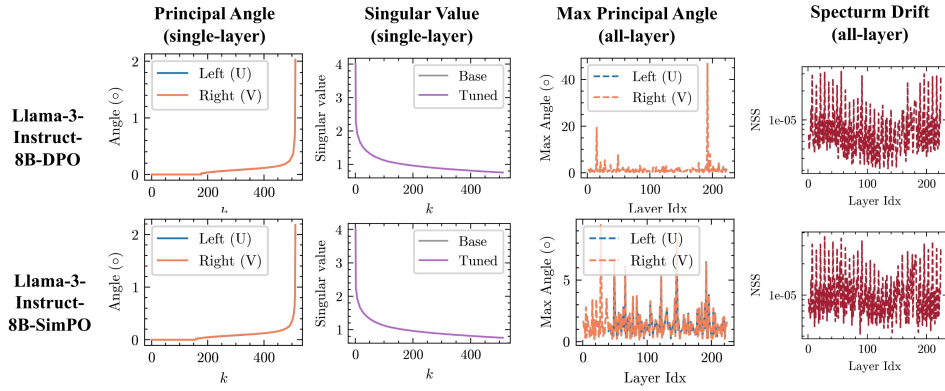 Principal Angle
(single-layer)
Singular Value
(single-layer)
Max Principal Angle
(all-layer)
Specturm Drift
(all-layer)
Llama-3-
Instruct-
8B-DPO
Angle (○)
2
1
0
Left (U)
Right (V)
0 200 400
Singular value
4
3
2
1
Base
Tuned
0 200 400
k
Max Angle (○)
40
20
0
Left (U)
Right (V)
0 100 200
Layer Idx
NSS
1e-05
0 100 200
Layer Idx
Llama-3-
Instruct-
8B-SimPO
Angle (○)
2
1
0
Left (U)
Right (V)
0 200 400
k
Singular value
4
3
2
1
Base
Tuned
0 200 400
k
Max Angle (○)
5
0
Left (U)
Right (V)
0 100 200
Layer Idx
NSS
1e-05
0 100 200
Layer Idx